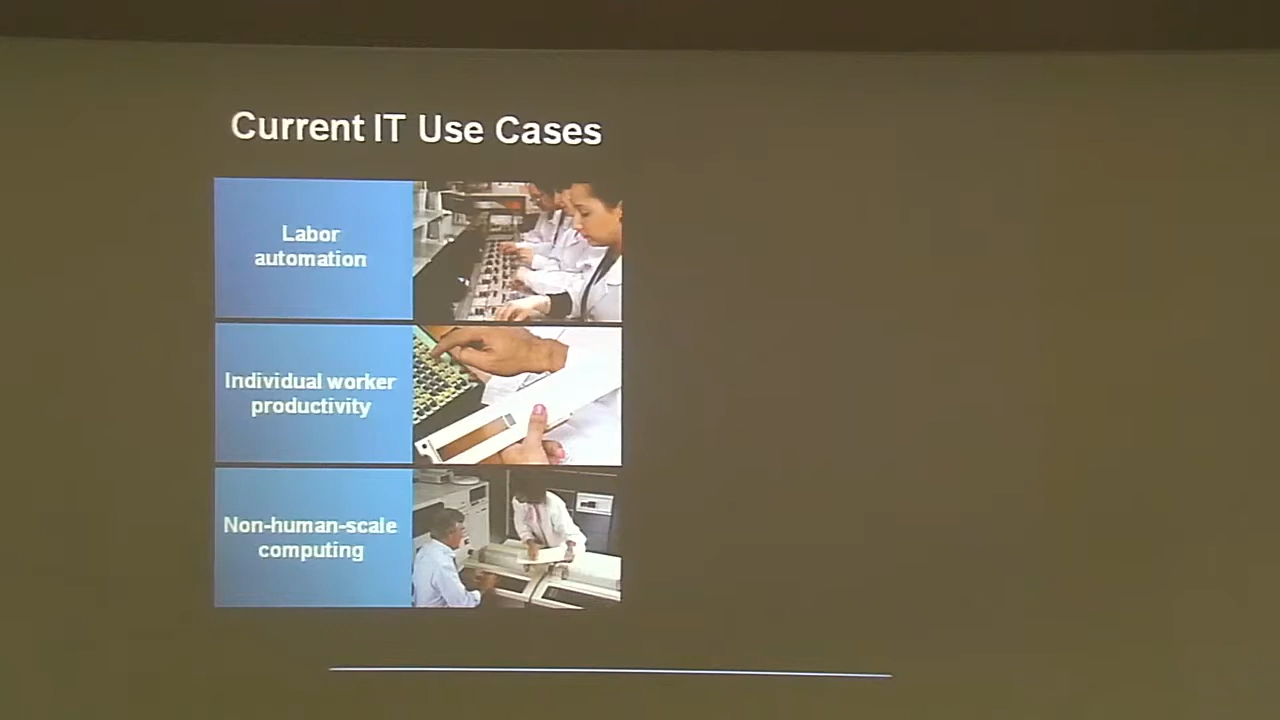 Current IT Use Cases
Labor
automation
Individual worker
productivity
Non-human-scale
computing